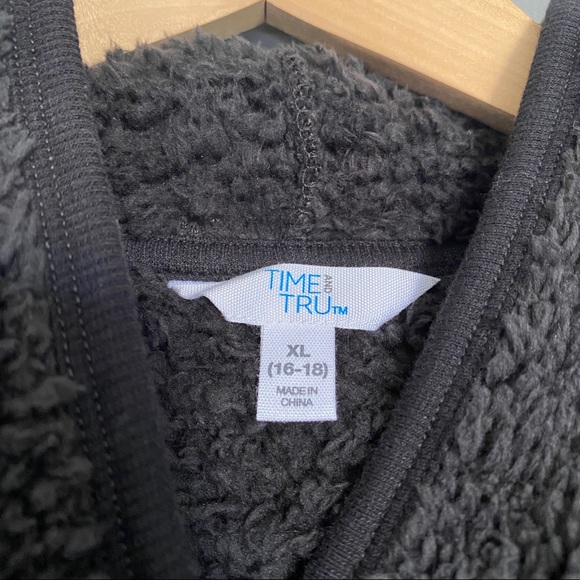 TIME AND
TRU™
XL
(16-18)
MADE IN
CHINA